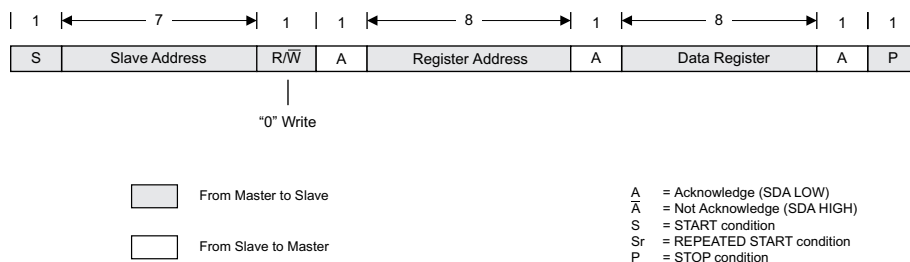 1 7 1 1 8 1 8 1 1
S Slave Address R/W̅ A Register Address A Data Register A P
“0” Write
From Master to Slave
From Slave to Master
A = Acknowledge (SDA LOW)
A̅ = Not Acknowledge (SDA HIGH)
S = START condition
Sr = REPEATED START condition
P = STOP condition